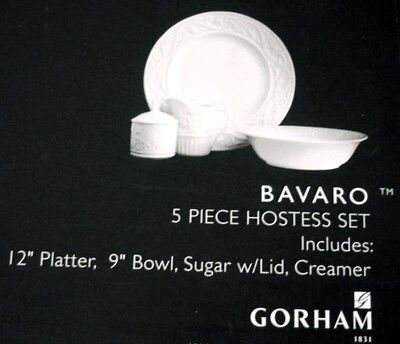 BAVARO ™
5 PIECE HOSTESS SET
Includes:
12" Platter, 9" Bowl, Sugar w/Lid, Creamer
G
GORHAM
1831